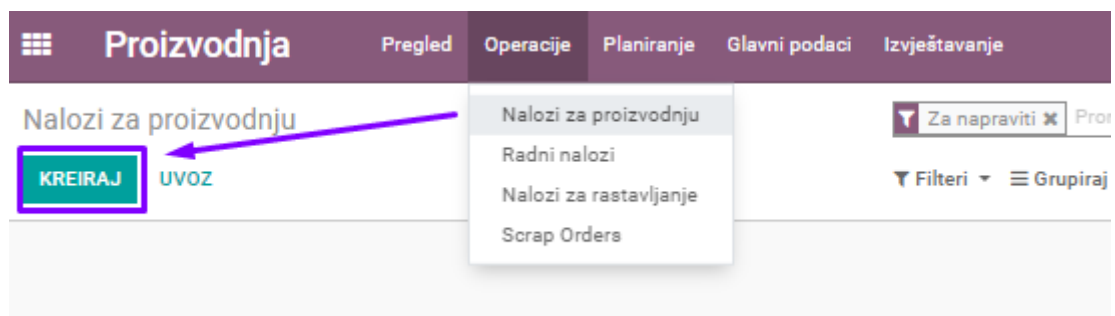 Proizvodnja Pregled Operacije Planiranje Glavni podaci Izvještavanje
Nalozi za proizvodnju
KREIRAJ UVOZ
Nalozi za proizvodnju
Radni nalozi
Nalozi za rastavljanje
Scrap Orders
Za napraviti
Filteri Grupiraj